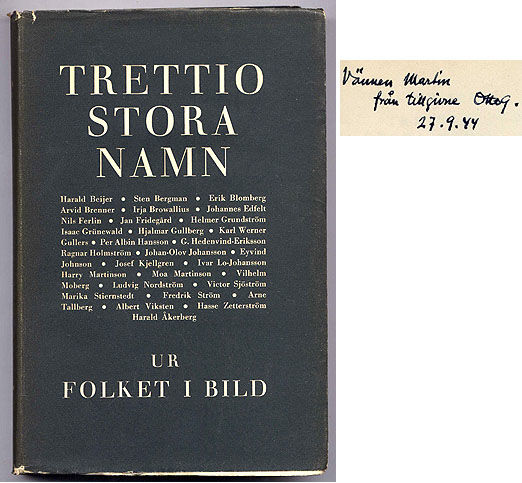 TRETTIO
STORA
NAMN
Harald Beijer • Sten Bergman • Erik Blomberg
Arvid Brenner • Irja Browallius • Johannes Edfelt
Nils Ferlin • Jan Fridegård • Helmer Grundström
Isaac Grünewald • Hjalmar Gullberg • Karl Werner
Gullers • Per Albin Hansson • G. Hedenvind-Eriksson
Ragnar Holmström • Johan-Olov Johansson • Eyvind
Johnson • Josef Kjellgren • Ivar Lo-Johansson
Harry Martinson • Moa Martinson • Vilhelm
Moberg • Ludvig Nordström • Victor Sjöström
Marika Stiernstedt • Fredrik Ström • Arne
Tallberg • Albert Viksten • Hasse Zetterström
Harald Åkerberg
UR
FOLKET I BILD
Vännen Martin
från tillgivne Otto G.
27.9.44